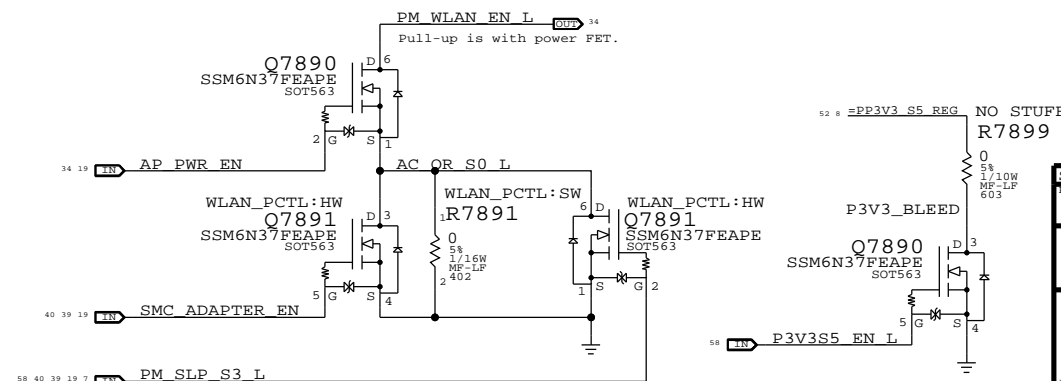 PM_WLAN_EN_L
OUT 34
Pull-up is with power FET.
Q7890
SSM6N37FEAPE
SOT563
D 6
2 G S 1
34 19 IN AP_PWR_EN
AC_OR_S0_L
WLAN_PCTL:HW
Q7891
SSM6N37FEAPE
SOT563
D 3
5 G S 4
40 39 19 IN SMC_ADAPTER_EN
WLAN_PCTL:SW
1 R7891
0
5%
1/16W
MF-LF
2 402
6 D
WLAN_PCTL:HW
Q7891
SSM6N37FEAPE
SOT563
1 S G 2
58 40 39 19 7 IN PM_SLP_S3_L
52 8 =PP3V3_S5_REG
NO STUFF
R7899
0
5%
1/10W
MF-LF
603
P3V3_BLEED
Q7890
SSM6N37FEAPE
SOT563
D 3
5 G S 4
58 IN P3V3S5_EN_L